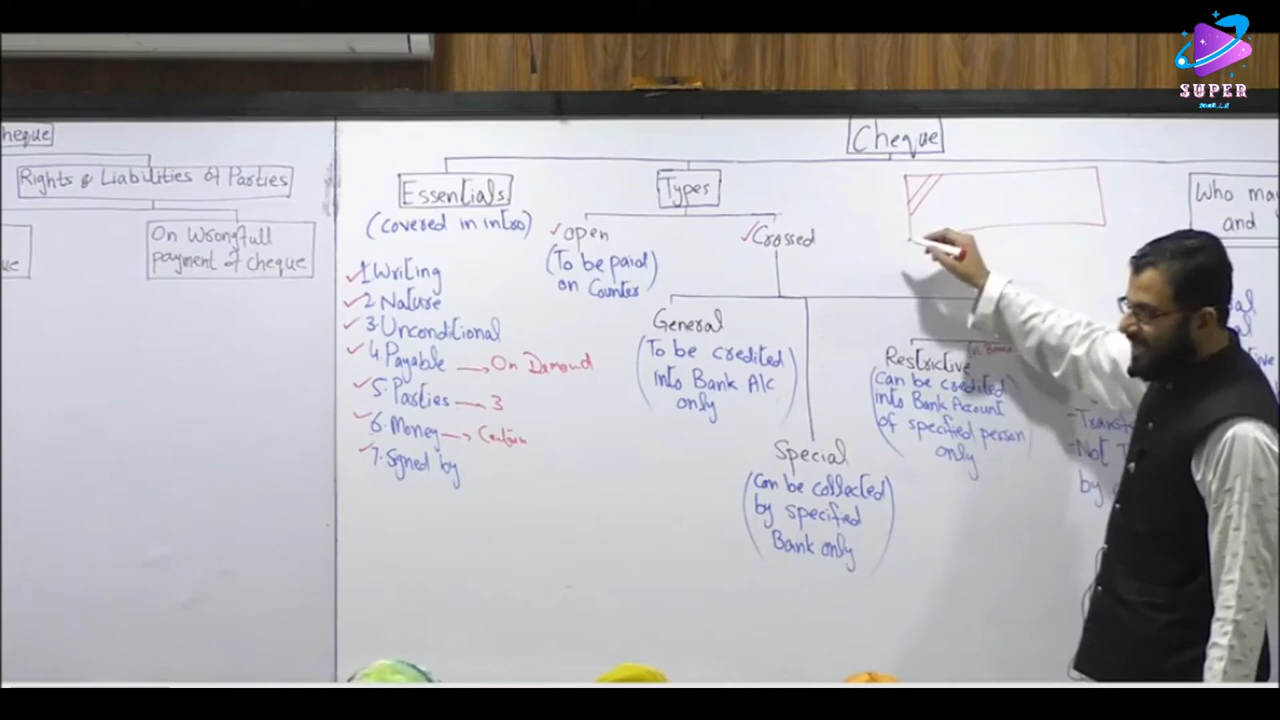 SUPER
Cheque
Rights & Liabilities of Parties
On Wrongfull
payment of cheque
Cheque
Essentials
(covered in intro)
1. Writing
2. Nature
3. Unconditional
4. Payable → On Demand
5. Parties — 3
6. Money → Certain
7. Signed by
Types
open
(To be paid
on Counter)
Crossed
General
(To be credited
into Bank A/c
only)
Special
(Can be collected
by specified
Bank only)
Restrictive
(Can be credited
into Bank Account
of specified person
only)
Who
and
-Not
by